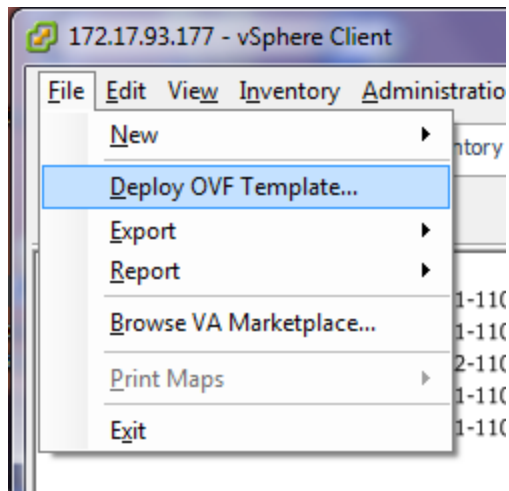 172.17.93.177 - vSphere Client
File Edit View Inventory Administratio
New
ntory
Deploy OVF Template...
Export
Report
1-110
Browse VA Marketplace...
1-110
2-110
Print Maps
1-110
Exit
1-110